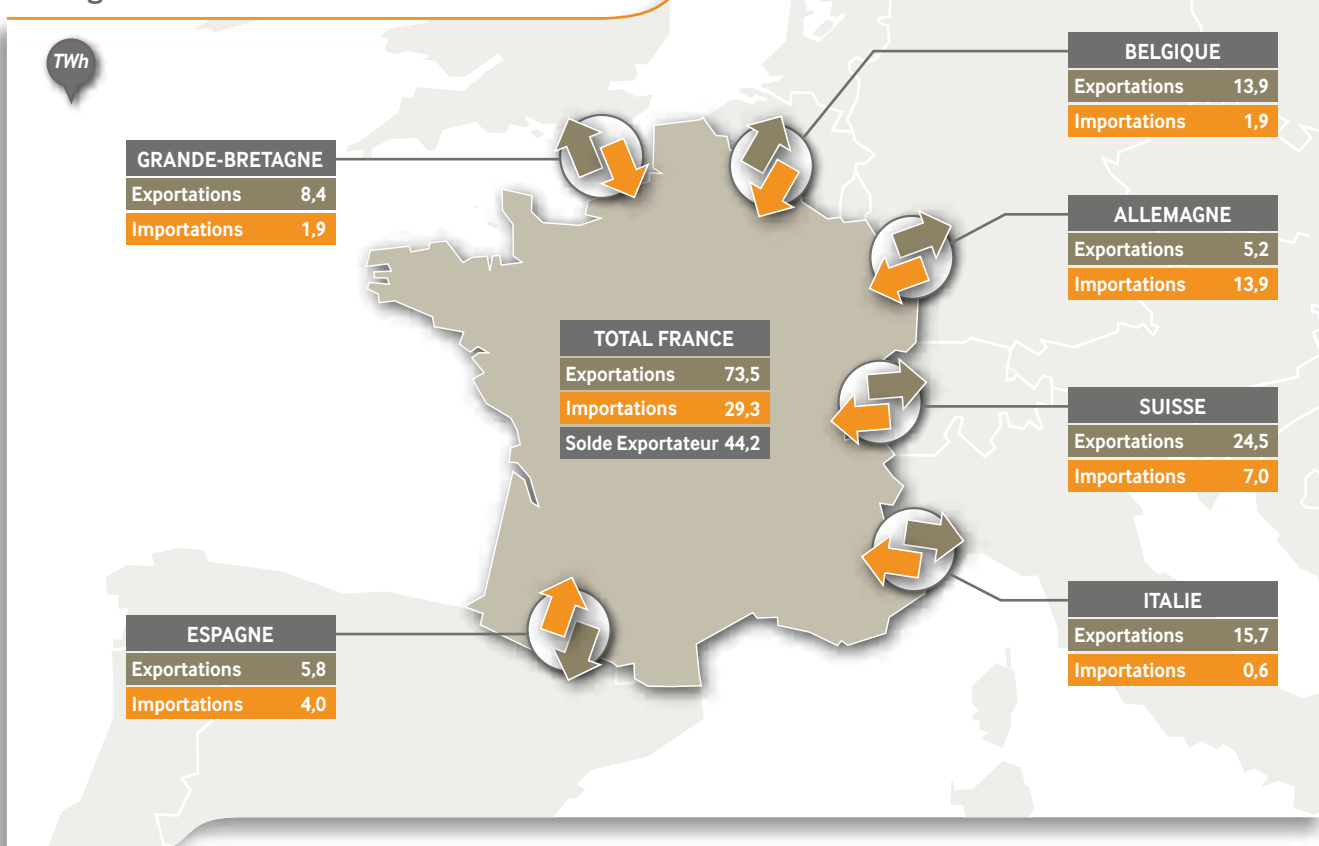 TWh
BELGIQUE
Exportations 13,9
Importations 1,9
GRANDE-BRETAGNE
Exportations 8,4
Importations 1,9
ALLEMAGNE
Exportations 5,2
Importations 13,9
TOTAL FRANCE
Exportations 73,5
Importations 29,3
Solde Exportateur 44,2
SUISSE
Exportations 24,5
Importations 7,0
ITALIE
Exportations 15,7
Importations 0,6
ESPAGNE
Exportations 5,8
Importations 4,0